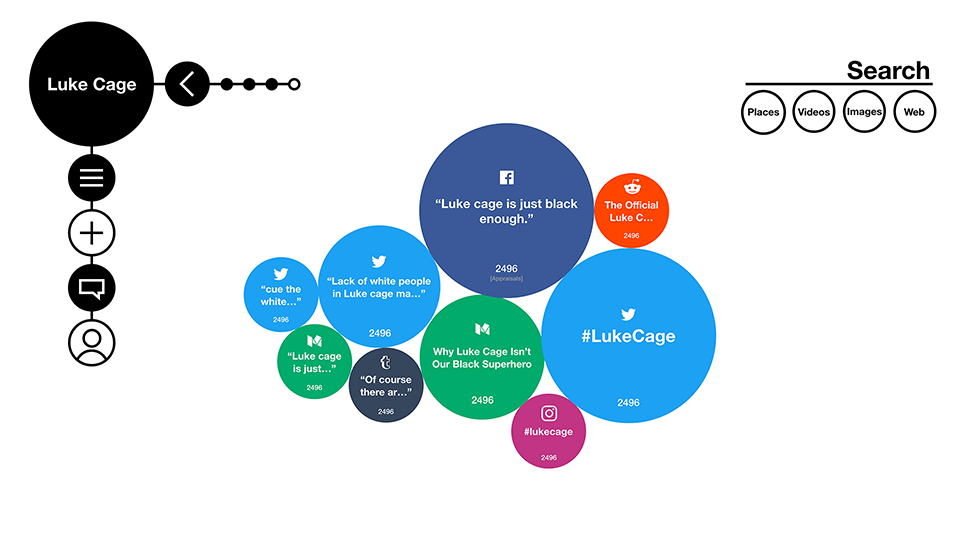 Luke Cage
Search
Places
Videos
Images
Web
“Luke cage is just black
enough.”
2496
[Appraisals]
The Official
Luke C...
2496
“Lack of white people
in Luke cage ma...”
2496
“cue the
white...”
2496
#LukeCage
2496
Why Luke Cage Isn't
Our Black Superhero
2496
“Luke cage
is just...”
2496
“Of course
there ar...”
2496
#lukecage
2496